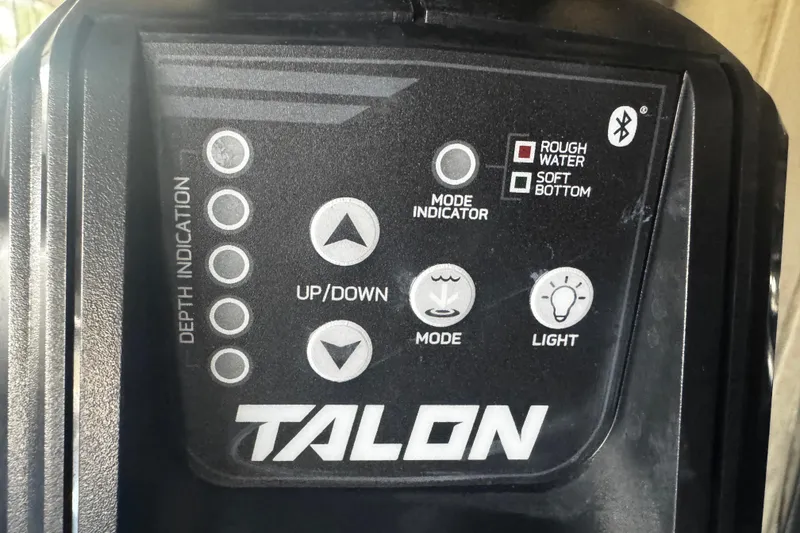 ®
ROUGH
WATER
SOFT
BOTTOM
MODE
INDICATOR
DEPTH INDICATION
UP/DOWN
MODE
LIGHT
TALON